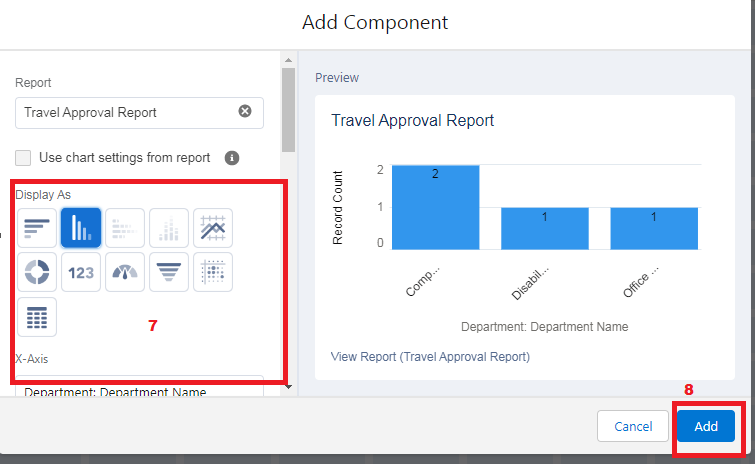 Add Component
Report
Travel Approval Report
Use chart settings from report
Display As
123
7
X-Axis
Department: Department Name
Preview
Travel Approval Report
Record Count
2
1
0
2
1
1
Comp...
Disabil...
Office ...
Department: Department Name
View Report (Travel Approval Report)
8
Cancel
Add